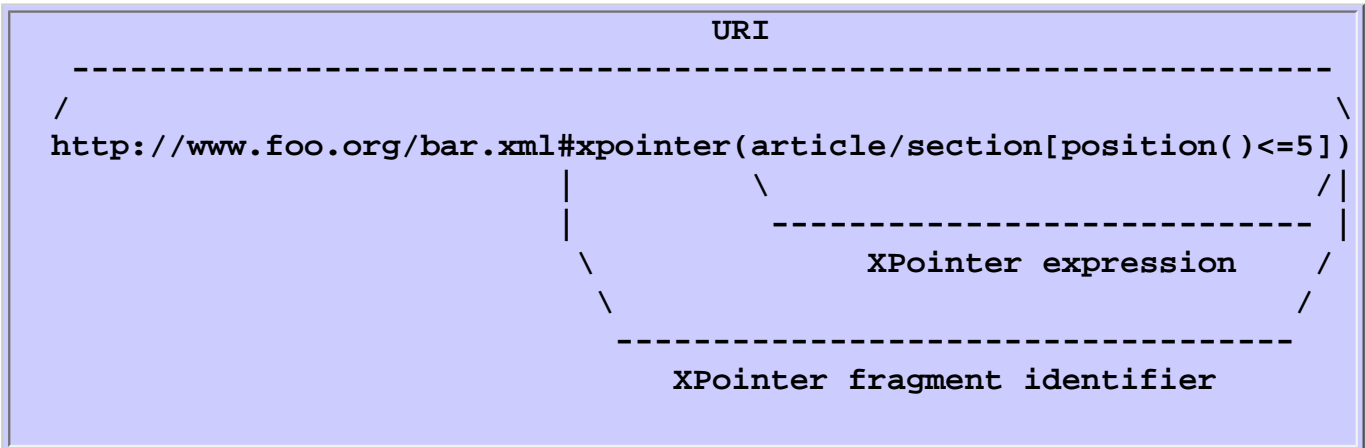 URI
http://www.foo.org/bar.xml#xpointer(article/section[position()<=5])
XPointer expression
XPointer fragment identifier